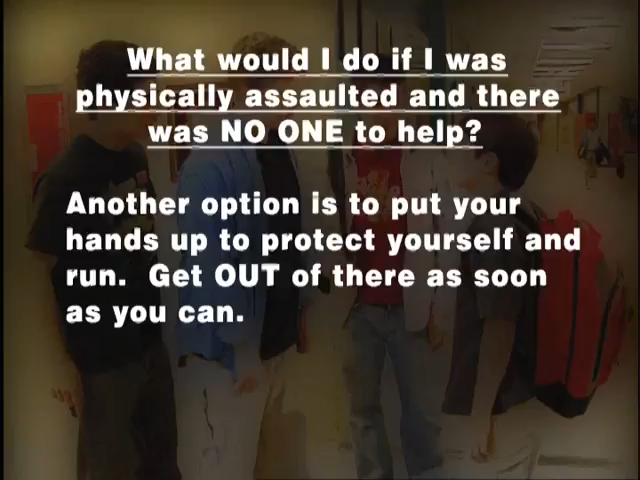 What would I do if I was
physically assaulted and there
was NO ONE to help?
Another option is to put your
hands up to protect yourself and
run. Get OUT of there as soon
as you can.